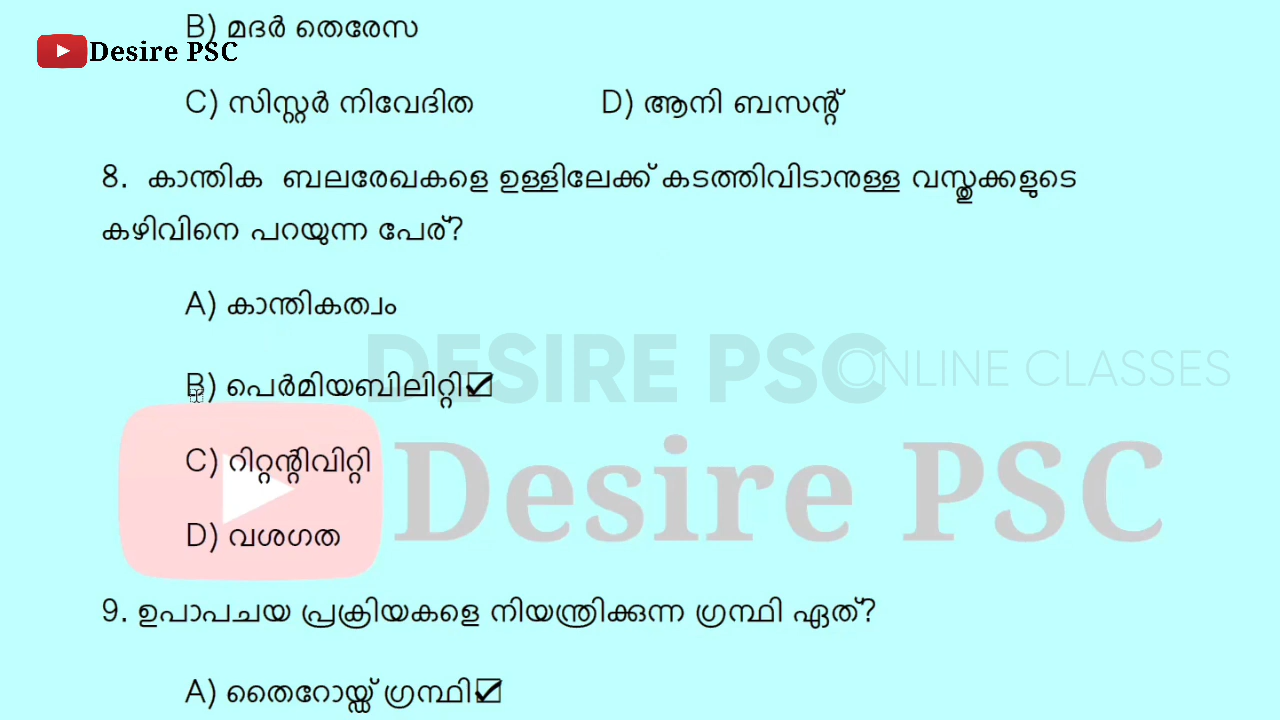 B) മദർ തെരേസ
Desire PSC
C) സിസ്റ്റർ നിവേദിത D) ആനി ബസന്റ്
8. കാന്തിക ബലരേഖകളെ ഉള്ളിലേക്ക് കടത്തിവിടാനുള്ള വസ്തുക്കളുടെ
കഴിവിനെ പറയുന്ന പേര്?
A) കാന്തികത്വം
DESIRE PSC ONLINE CLASSES
B) പെർമിയബിലിറ്റി☑
C) റിറ്റന്റിവിറ്റി
Desire PSC
D) വശഗത
9. ഉപാപചയ പ്രക്രിയകളെ നിയന്ത്രിക്കുന്ന ഗ്രന്ഥി ഏത്?
A) തൈറോയ്ഡ് ഗ്രന്ഥി☑